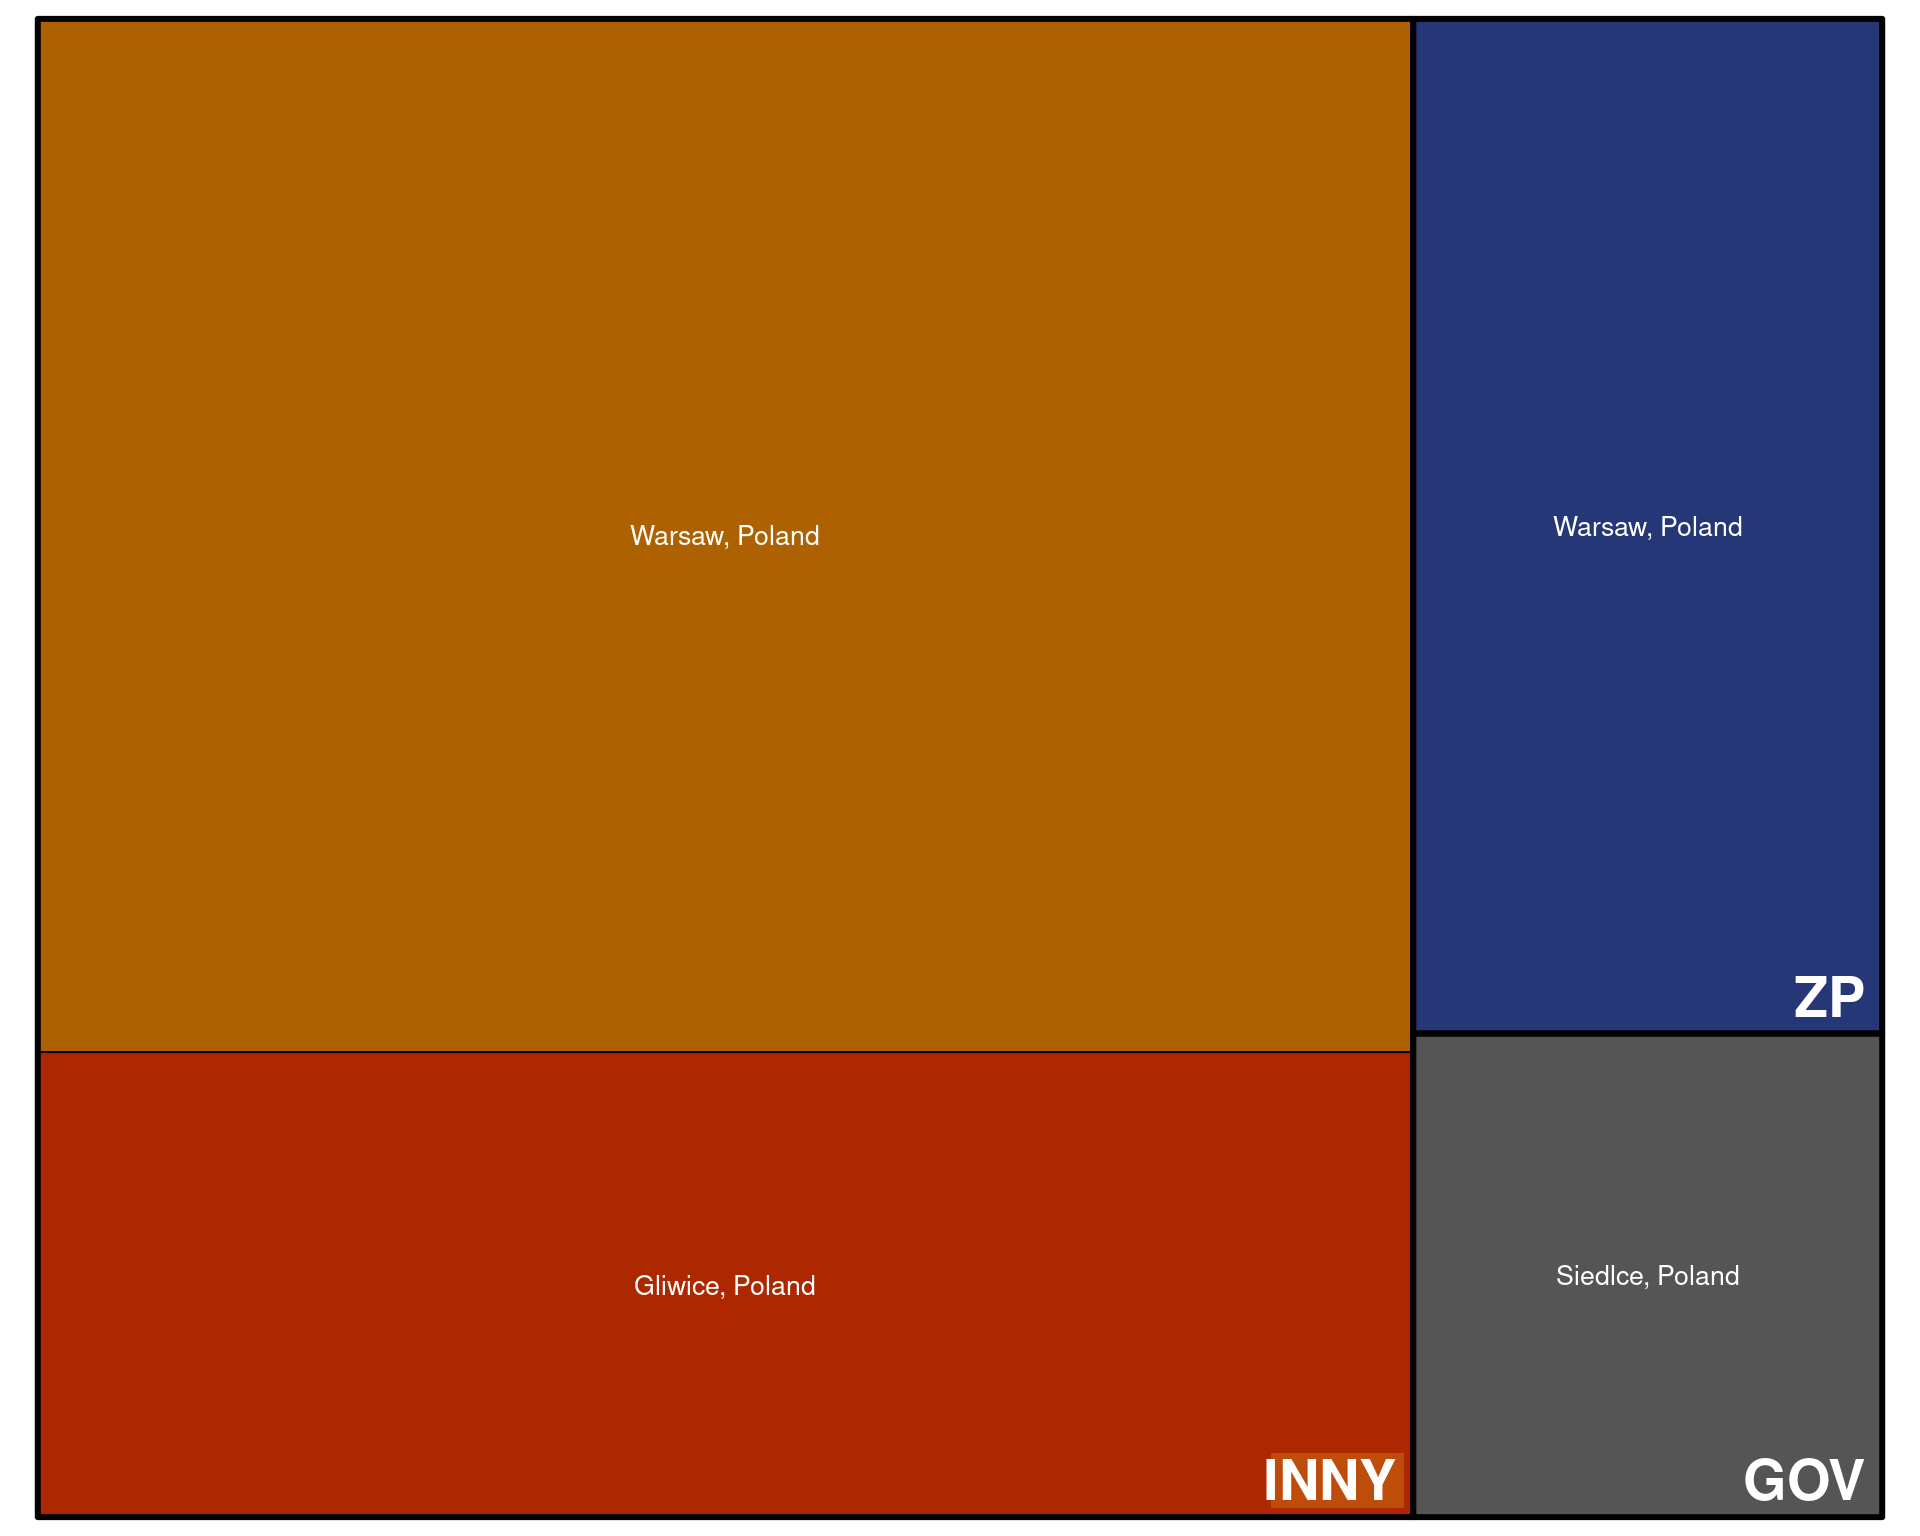 Warsaw, Poland
Warsaw, Poland
ZP
Gliwice, Poland
INNY
Siedlce, Poland
GOV